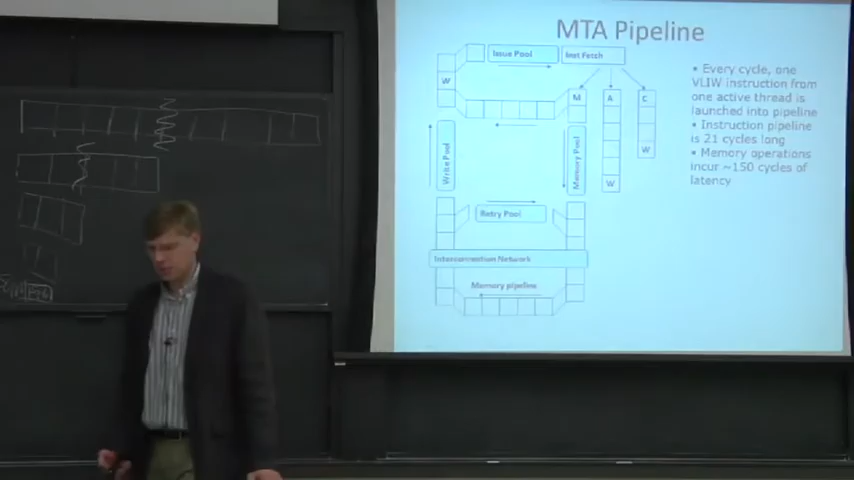 MTA Pipeline
Issue Pool
Inst Fetch
W
M
A
C
W
W
Write Pool
Memory Pool
Retry Pool
Interconnection Network
Memory pipeline
• Every cycle, one
VLIW instruction from
one active thread is
launched into pipeline
• Instruction pipeline
is 21 cycles long
• Memory operations
incur ~150 cycles of
latency